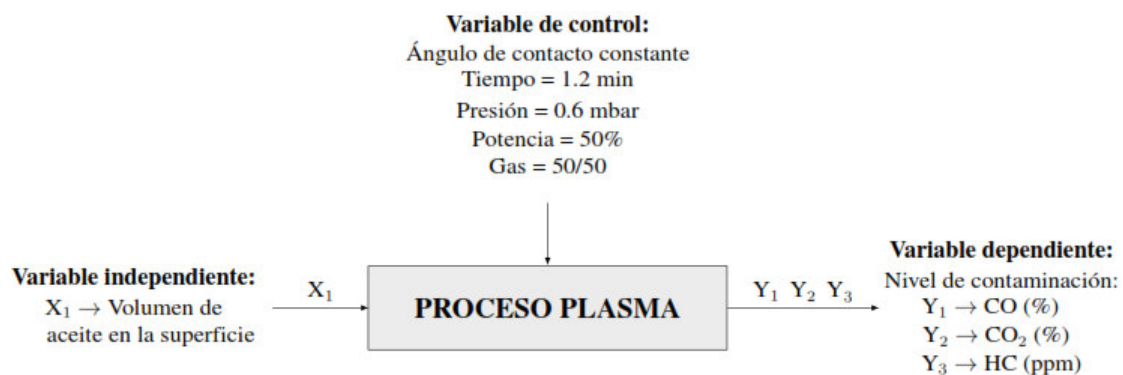 Variable de control:
Ángulo de contacto constante
Tiempo = 1.2 min
Presión = 0.6 mbar
Potencia = 50%
Gas = 50/50
Variable independiente:
X₁ → Volumen de
aceite en la superficie
X₁
PROCESO PLASMA
Y₁ Y₂ Y₃
Variable dependiente:
Nivel de contaminación:
Y₁ → CO (%)
Y₂ → CO₂ (%)
Y₃ → HC (ppm)